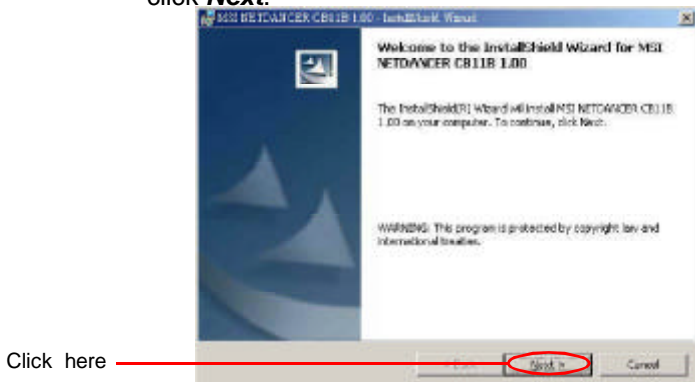 click Next.
MSI NETDANCER CB11B 1.00 - InstallShield Wizard
Welcome to the InstallShield Wizard for MSI
NETDANCER CB11B 1.00
The InstallShield(R) Wizard will install MSI NETDANCER CB11B
1.00 on your computer. To continue, click Next.
WARNING: This program is protected by copyright law and
international treaties.
Click here
< Back
Next >
Cancel